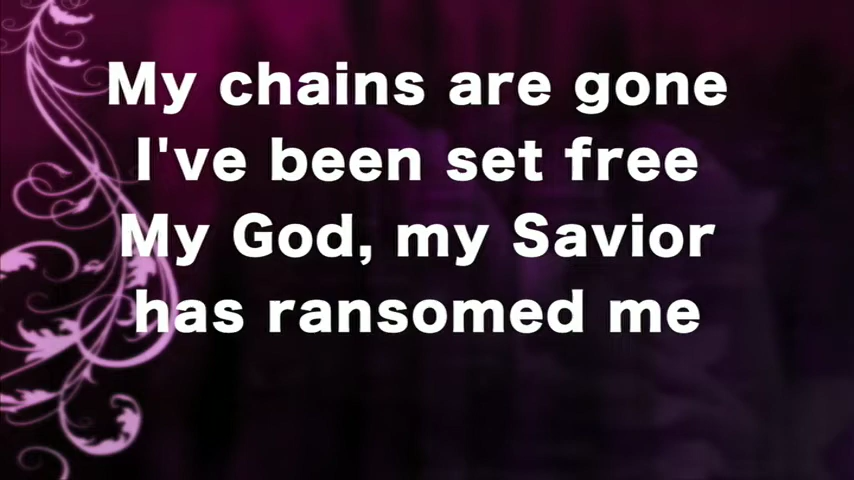 My chains are gone
I've been set free
My God, my Savior
has ransomed me